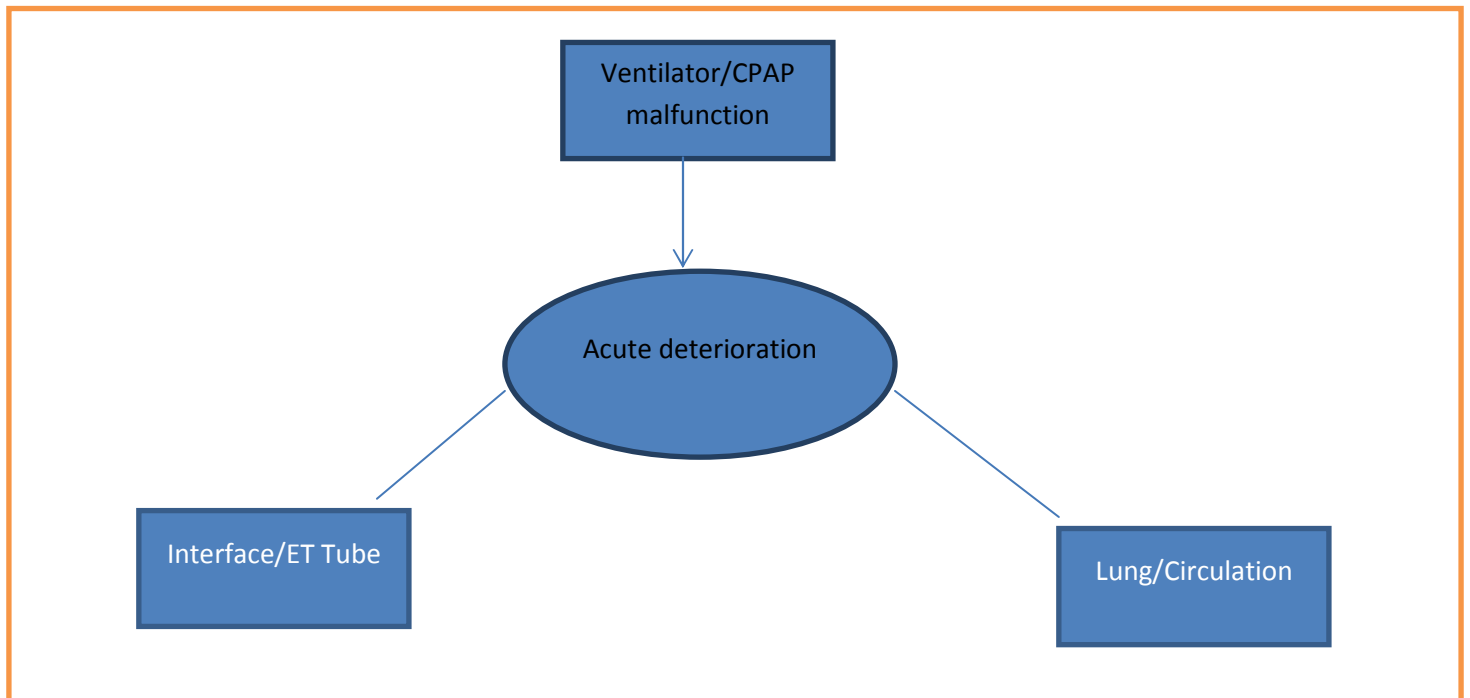 Ventilator/CPAP
malfunction
Acute deterioration
Interface/ET Tube
Lung/Circulation